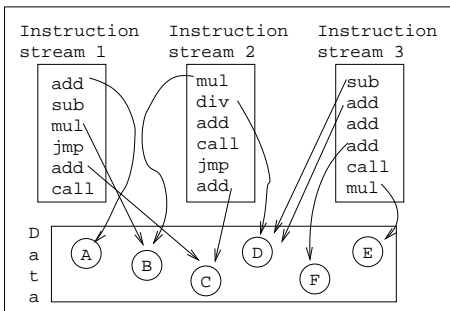 Instruction
stream 1
Instruction
stream 2
Instruction
stream 3
add
sub
mul
jmp
add
call
mul
div
add
call
jmp
add
sub
add
add
add
call
mul
Data
A
B
C
D
F
E